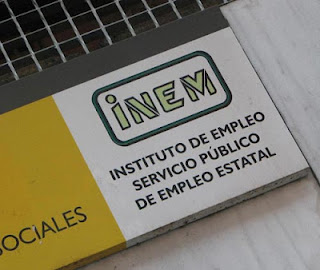 iNEM
INSTITUTO DE EMPLEO
SERVICIO PÚBLICO
DE EMPLEO ESTATAL
SOCIALES